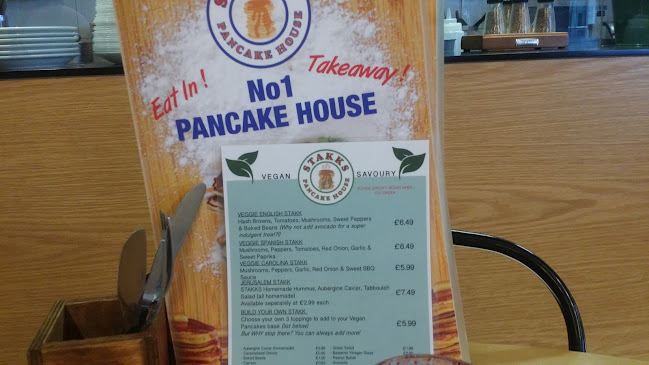 STAKKS
PANCAKE HOUSE
Eat In !
Takeaway !
No1
PANCAKE HOUSE
VEGAN
STAKKS
PANCAKE HOUSE
SAVOURY
VEGGIE ENGLISH STAKK
Hash Browns, Tomatoes, Mushrooms, Sweet Peppers
& Baked Beans (Why not add avocado for a super
indulgent treat?!)
£6.49
VEGGIE SPANISH STAKK
Mushrooms, Peppers, Tomatoes, Red Onion, Garlic &
Sweet Paprika
£6.49
VEGGIE CAROLINA STAKK
Mushrooms, Peppers, Garlic, Red Onion & Sweet BBQ
Sauce
£5.99
JERUSALEM STAKK
STAKKS Homemade Hummus, Aubergine Caviar, Tabbouleh
Salad (all homemade)
Available seperately at £2.99 each
£7.49
BUILD YOUR OWN STAKK
Choose your own 3 toppings to add to your Vegan
Pancakes base (list below)
But WHY stop there? You can always add more!
£5.99